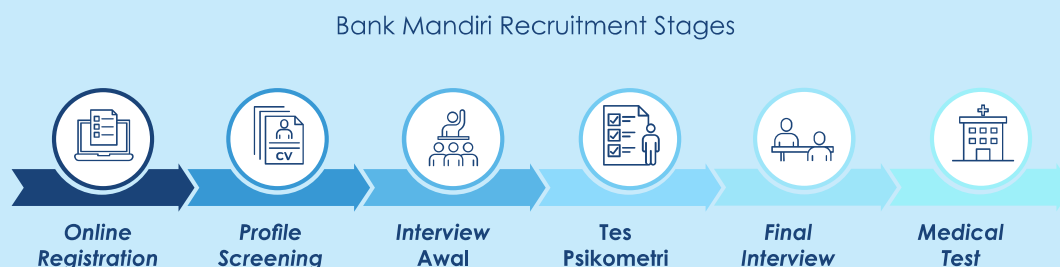 Bank Mandiri Recruitment Stages
CV
Online
Registration
Profile
Screening
Interview
Awal
Tes
Psikometri
Final
Interview
Medical
Test